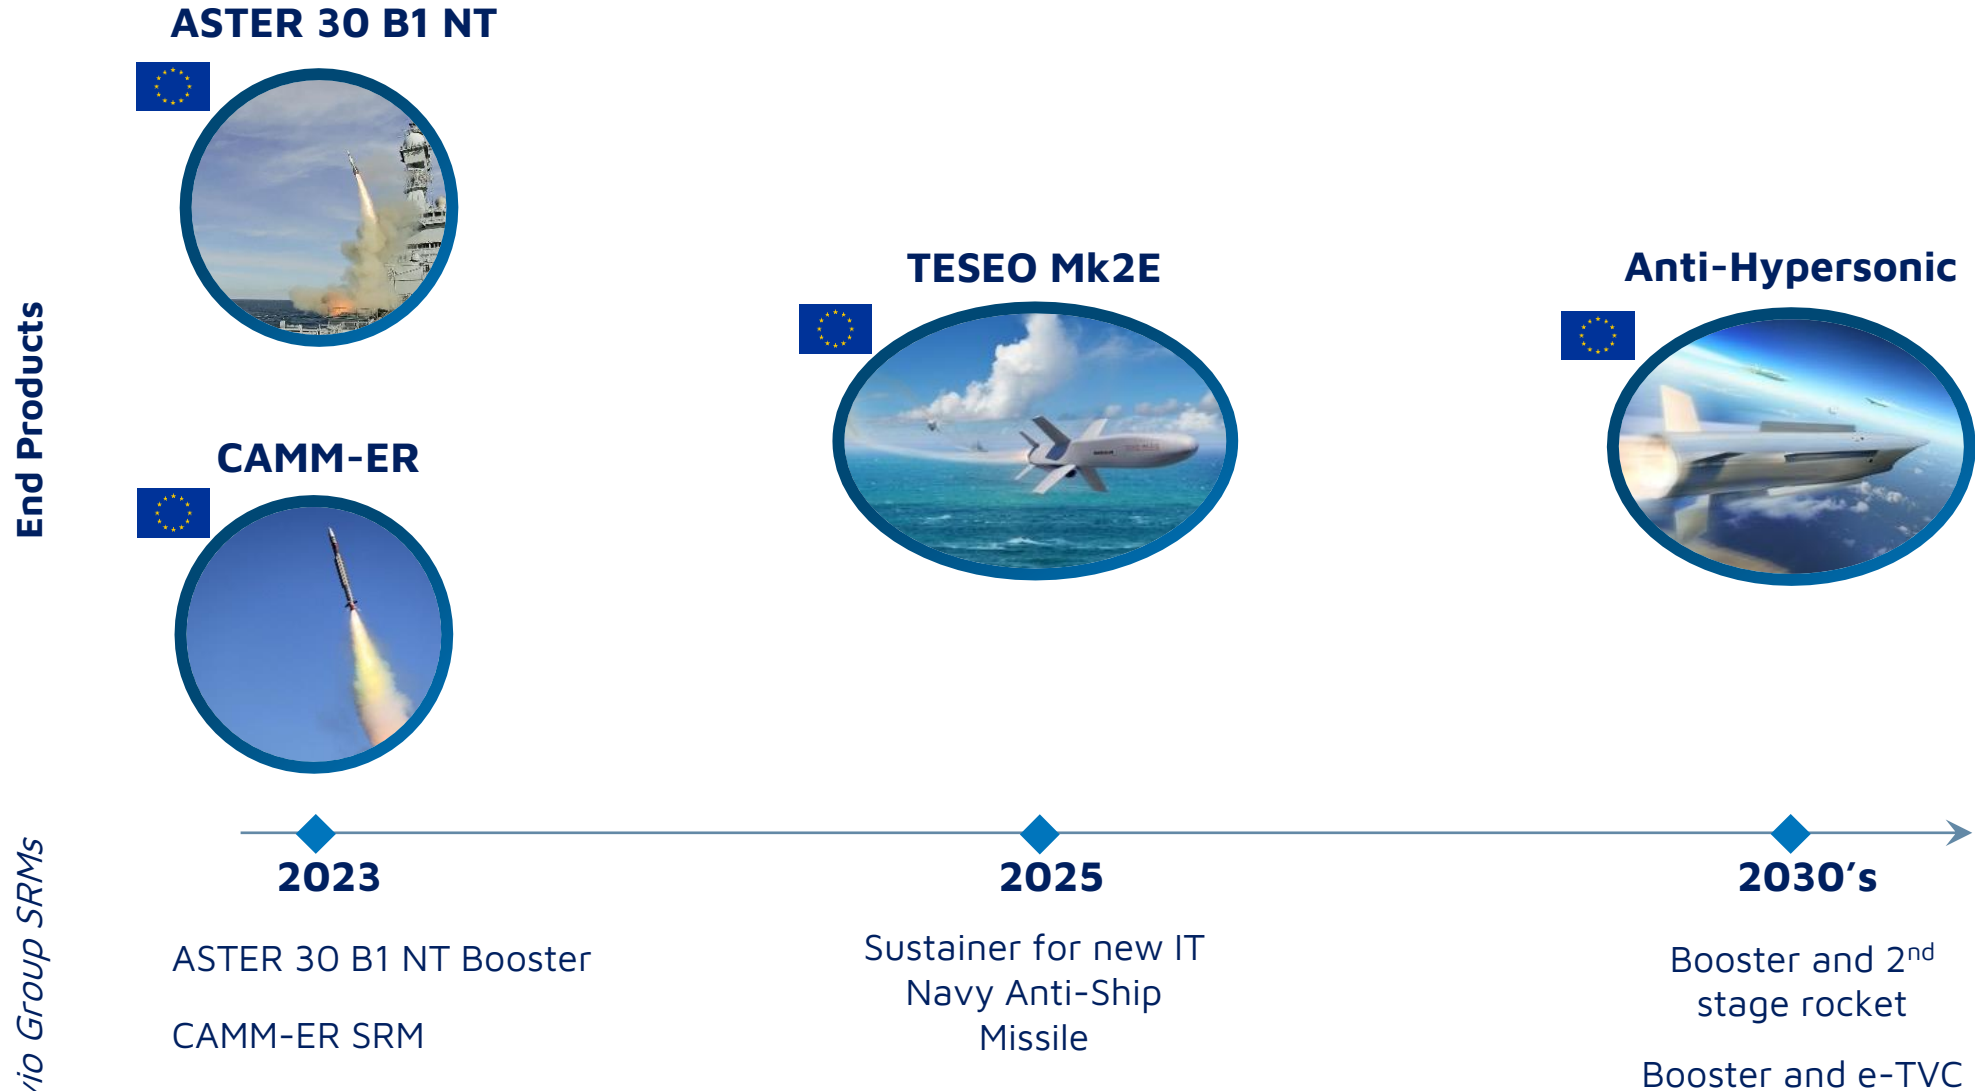 ASTER 30 B1 NT
TESEO Mk2E
Anti-Hypersonic
CAMM-ER
End Products
2023
2025
2030’s
Group SRMs
ASTER 30 B1 NT Booster
CAMM-ER SRM
Sustainer for new IT
Navy Anti-Ship
Missile
Booster and 2nd
stage rocket
Booster and e-TVC